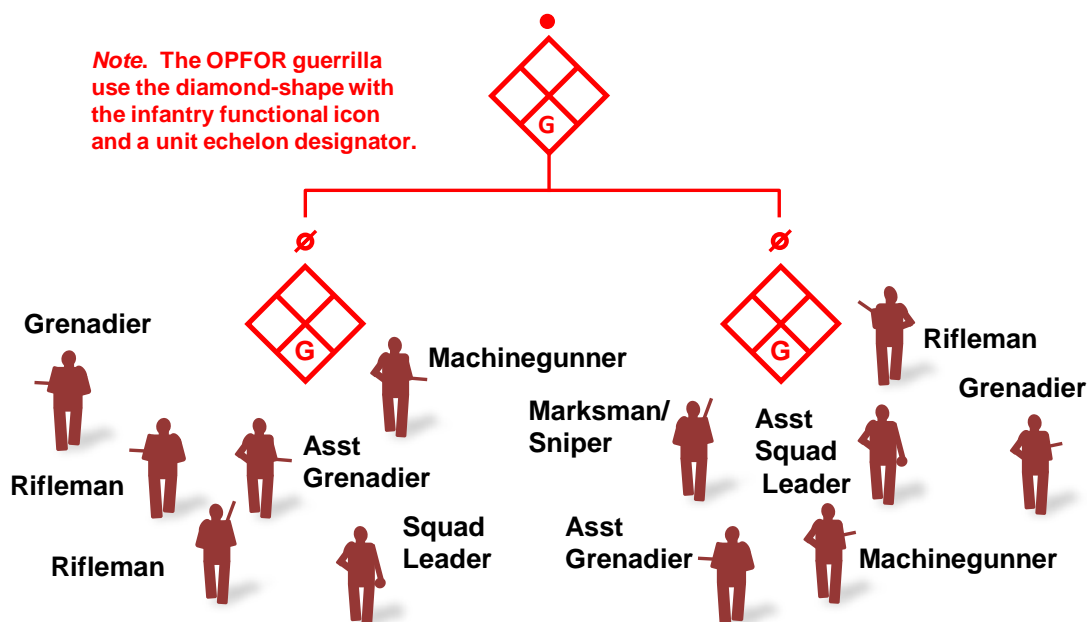 Note. The OPFOR guerrilla
use the diamond-shape with
the infantry functional icon
and a unit echelon designator.
G
G
G
Grenadier
Machinegunner
Rifleman
Asst
Grenadier
Rifleman
Squad
Leader
Rifleman
Grenadier
Marksman/
Sniper
Asst
Squad
Leader
Asst
Grenadier
Machinegunner